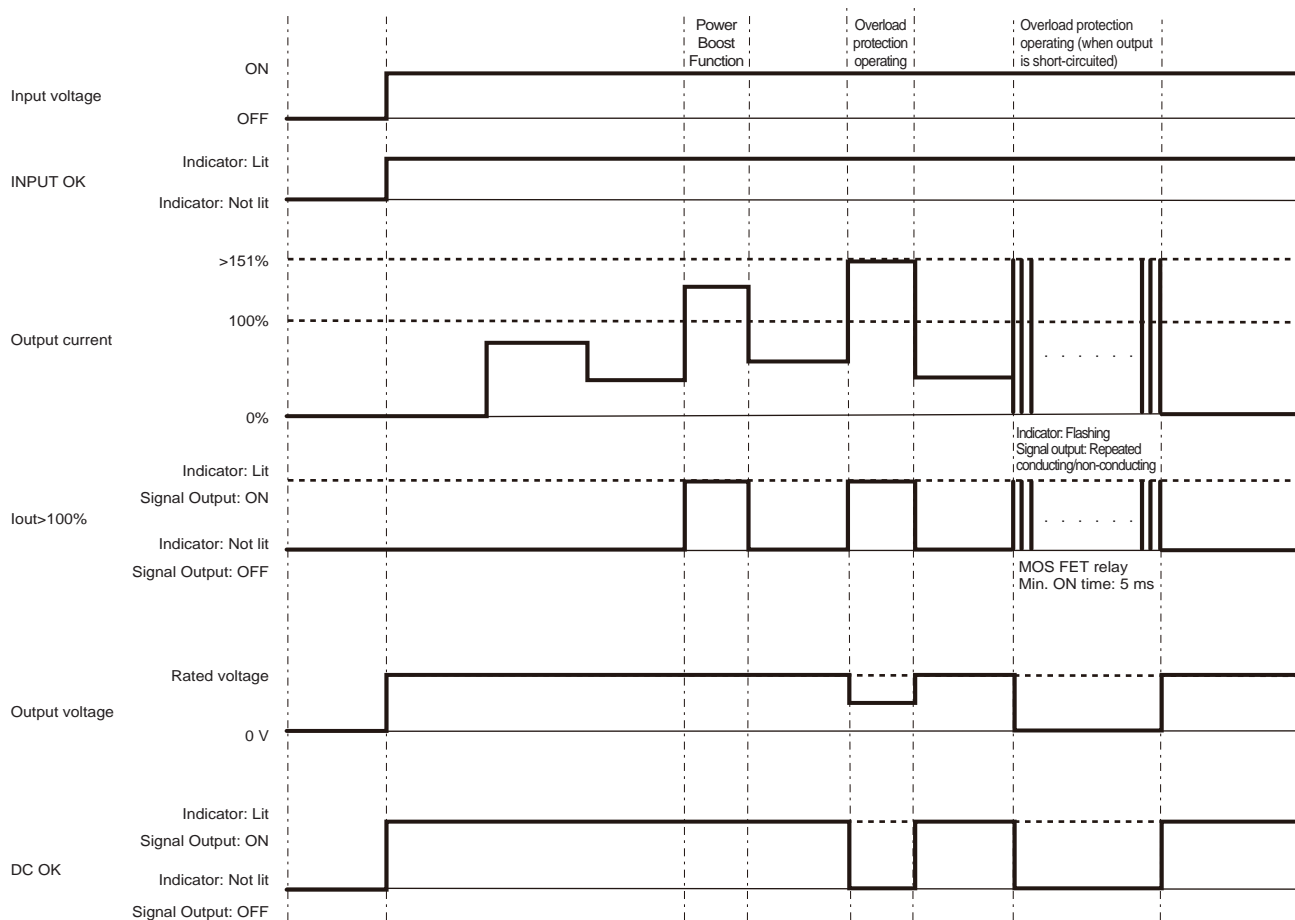 Power
Boost
Function
Overload
protection
operating
Overload protection
operating (when output
is short-circuited)
Input voltage
ON
OFF
INPUT OK
Indicator: Lit
Indicator: Not lit
Output current
>151%
100%
0%
Indicator: Flashing
Signal output: Repeated
conducting/non-conducting
Iout>100%
Indicator: Lit
Signal Output: ON
Indicator: Not lit
Signal Output: OFF
MOS FET relay
Min. ON time: 5 ms
Output voltage
Rated voltage
0 V
DC OK
Indicator: Lit
Signal Output: ON
Indicator: Not lit
Signal Output: OFF